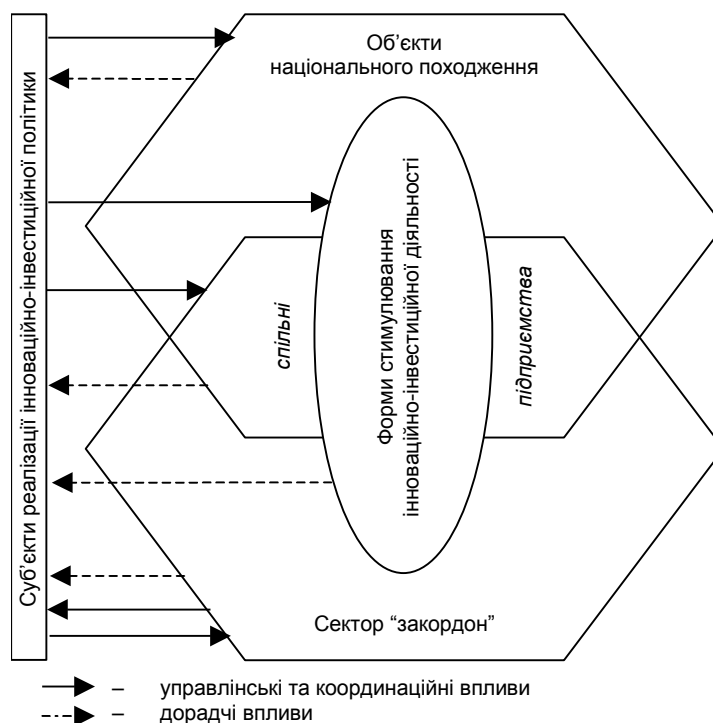 Суб’єкти реалізації інноваційно-інвестиційної політики
Об’єкти
національного походження
спільні
Форми стимулювання
інноваційно-інвестиційної діяльності
підприємства
Сектор “закордон”
– управлінські та координаційні впливи
– дорадчі впливи